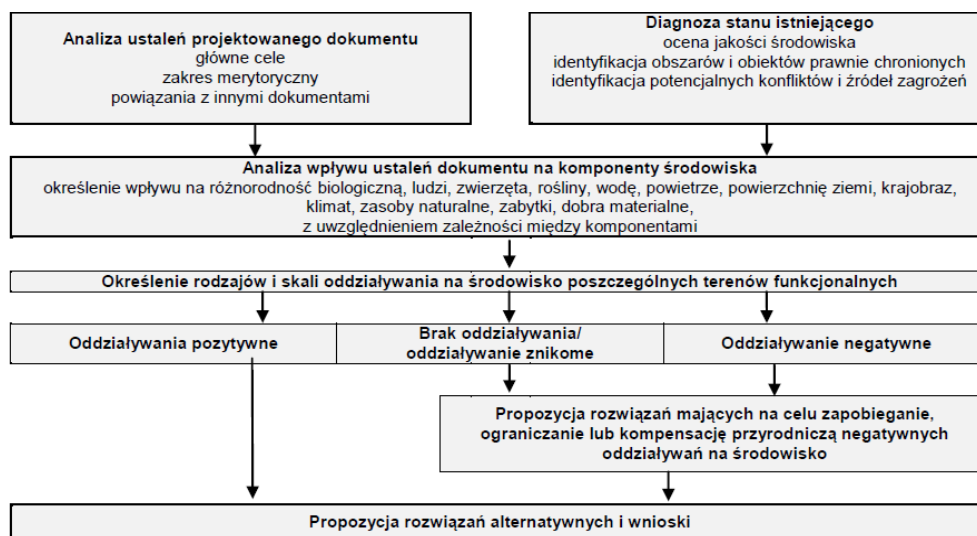 Analiza ustaleń projektowanego dokumentu
główne cele
zakres merytoryczny
powiązania z innymi dokumentami
Diagnoza stanu istniejącego
ocena jakości środowiska
identyfikacja obszarów i obiektów prawnie chronionych
identyfikacja potencjalnych konfliktów i źródeł zagrożeń
Analiza wpływu ustaleń dokumentu na komponenty środowiska
określenie wpływu na różnorodność biologiczną, ludzi, zwierzęta, rośliny, wodę, powietrze, powierzchnię ziemi, krajobraz,
klimat, zasoby naturalne, zabytki, dobra materialne,
z uwzględnieniem zależności między komponentami
Określenie rodzajów i skali oddziaływania na środowisko poszczególnych terenów funkcjonalnych
Oddziaływania pozytywne
Brak oddziaływania/
oddziaływanie znikome
Oddziaływanie negatywne
Propozycja rozwiązań mających na celu zapobieganie,
ograniczanie lub kompensację przyrodniczą negatywnych
oddziaływań na środowisko
Propozycja rozwiązań alternatywnych i wnioski